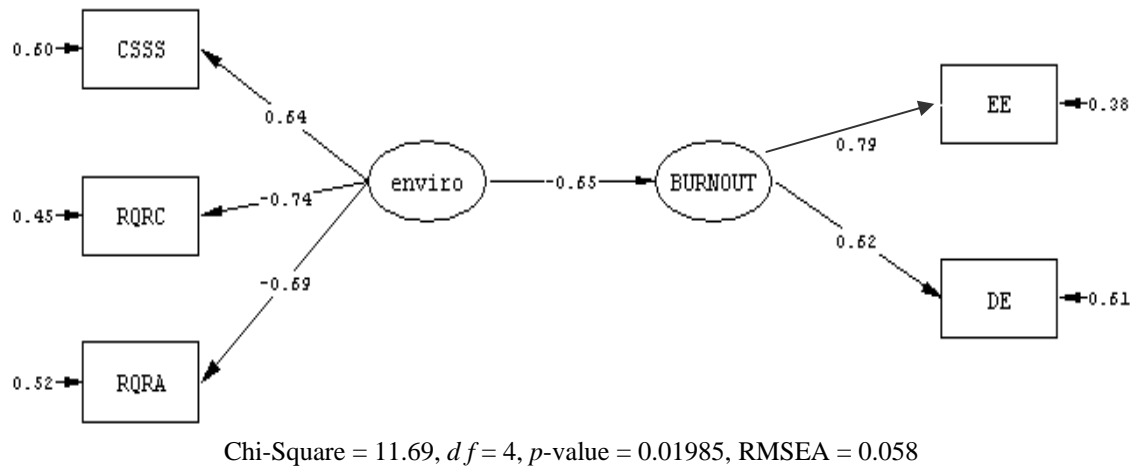 0.60
CSSS
0.64
RQRC
0.45
-0.74
RQRA
0.52
-0.69
enviro
-0.65
BURNOUT
0.79
EE
0.38
0.62
DE
0.61
Chi-Square = 11.69, df = 4, p-value = 0.01985, RMSEA = 0.058